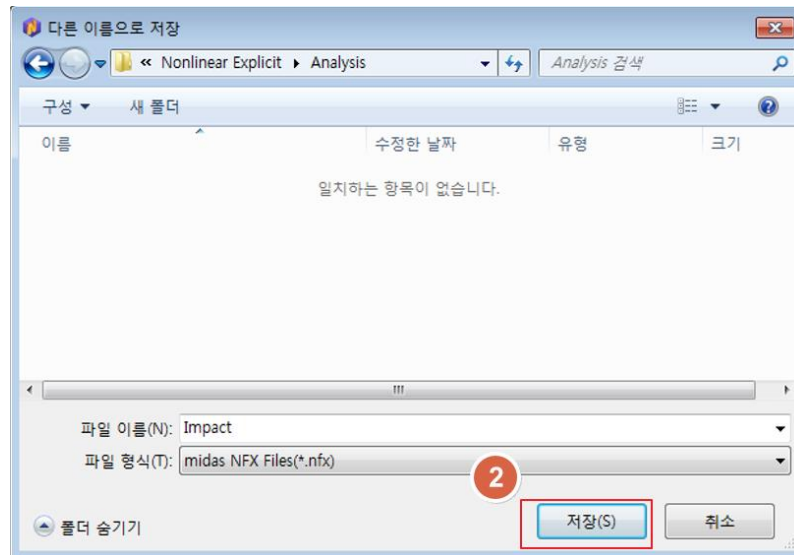 다른 이름으로 저장
« Nonlinear Explicit ▸ Analysis
Analysis 검색
구성 ▼ 새 폴더
이름 수정한 날짜 유형 크기
일치하는 항목이 없습니다.
파일 이름(N): Impact
파일 형식(T): midas NFX Files(*.nfx)
2
폴더 숨기기 저장(S) 취소